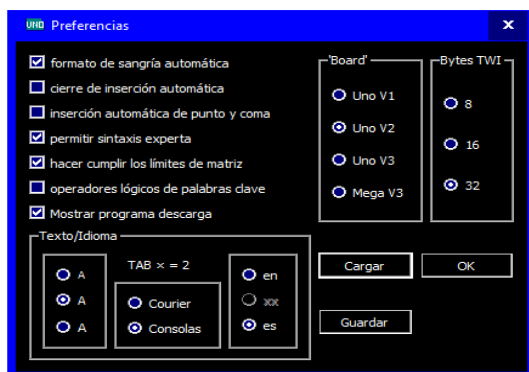 UNO Preferencias x
formato de sangría automática
cierre de inserción automática
inserción automática de punto y coma
permitir sintaxis experta
hacer cumplir los límites de matriz
operadores lógicos de palabras clave
Mostrar programa descarga
'Board'
Uno V1
Uno V2
Uno V3
Mega V3
Bytes TWI
8
16
32
Texto/Idioma
A
A
A
TAB × = 2
Courier
Consolas
en
xx
es
Cargar
OK
Guardar